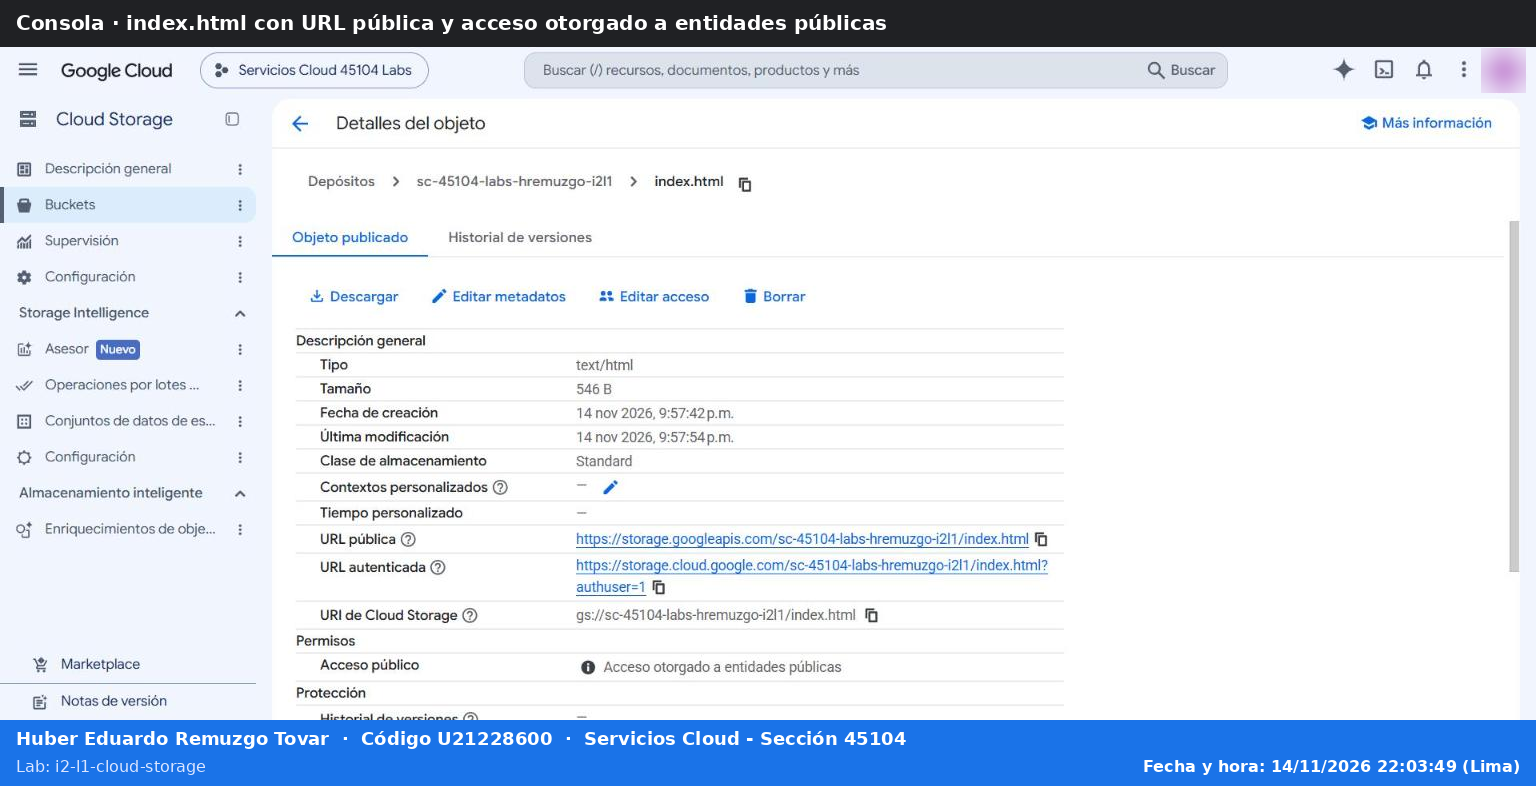 Consola · index.html con URL pública y acceso otorgado a entidades públicas
Google Cloud
Servicios Cloud 45104 Labs
Buscar (/) recursos, documentos, productos y más
Buscar
Cloud Storage
Detalles del objeto
Más información
Descripción general
Buckets
Supervisión
Configuración
Storage Intelligence
Asesor Nuevo
Operaciones por lotes ...
Conjuntos de datos de es...
Configuración
Almacenamiento inteligente
Enriquecimientos de obje...
Marketplace
Notas de versión
Depósitos > sc-45104-labs-hremuzgo-i2l1 > index.html
Objeto publicado Historial de versiones
Descargar Editar metadatos Editar acceso Borrar
Descripción general
Tipo text/html
Tamaño 546 B
Fecha de creación 14 nov 2026, 9:57:42 p.m.
Última modificación 14 nov 2026, 9:57:54 p.m.
Clase de almacenamiento Standard
Contextos personalizados —
Tiempo personalizado —
URL pública https://storage.googleapis.com/sc-45104-labs-hremuzgo-i2l1/index.html
URL autenticada https://storage.cloud.google.com/sc-45104-labs-hremuzgo-i2l1/index.html?
authuser=1
URI de Cloud Storage gs://sc-45104-labs-hremuzgo-i2l1/index.html
Permisos
Acceso público Acceso otorgado a entidades públicas
Protección
Historial de versiones —
Huber Eduardo Remuzgo Tovar · Código U21228600 · Servicios Cloud - Sección 45104
Lab: i2-l1-cloud-storage
Fecha y hora: 14/11/2026 22:03:49 (Lima)